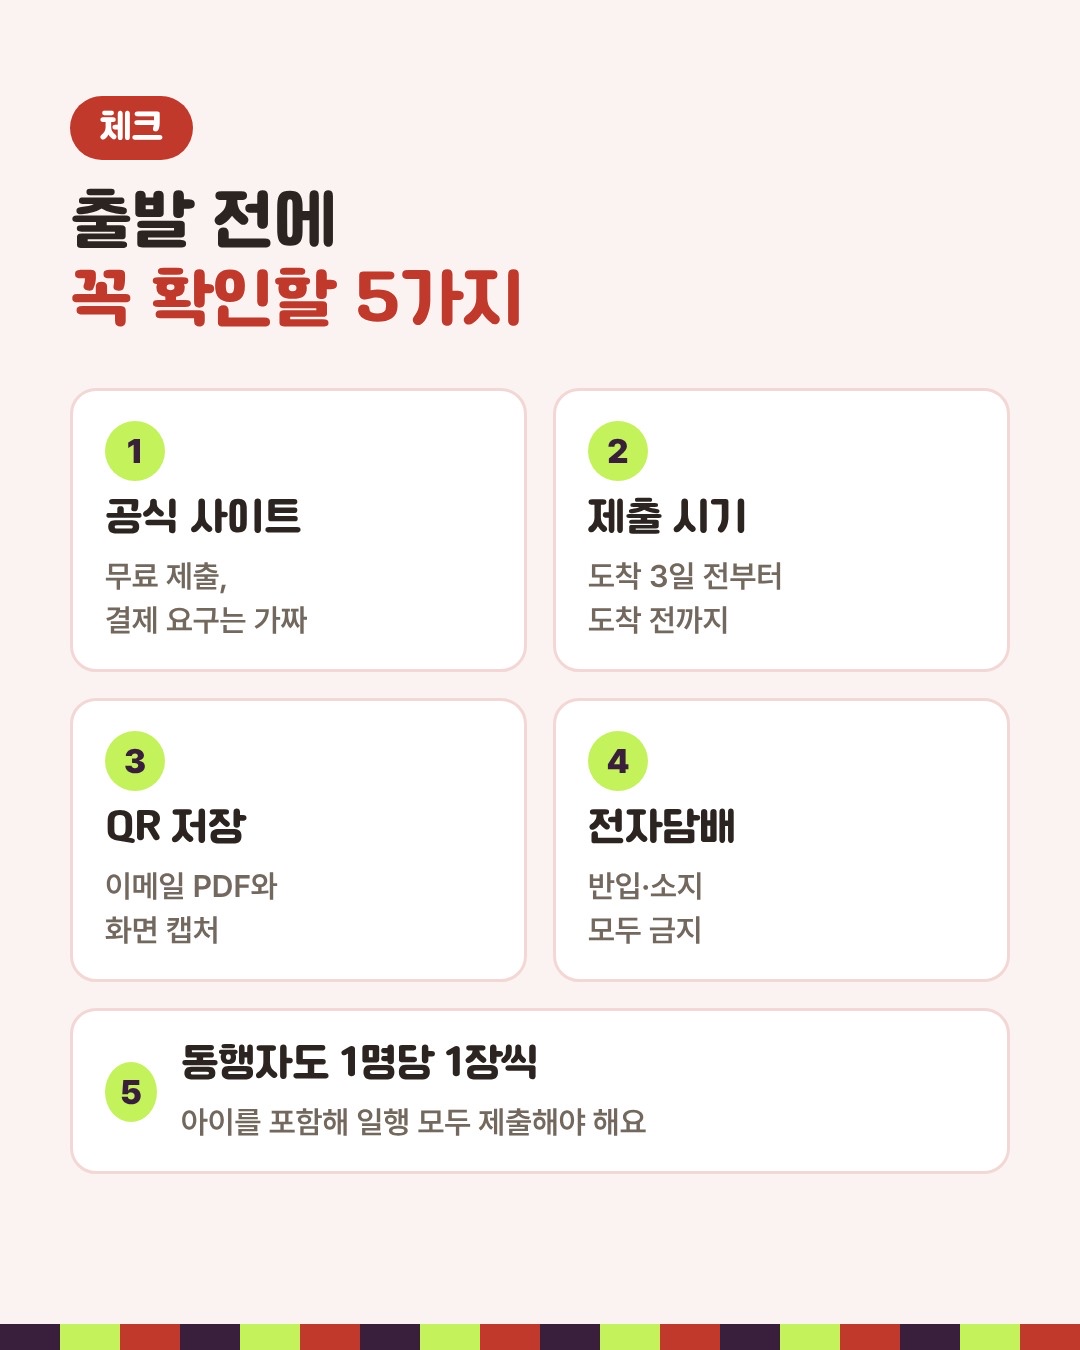 체크
출발 전에
꼭 확인할 5가지
1
공식 사이트
무료 제출,
결제 요구는 가짜
2
제출 시기
도착 3일 전부터
도착 전까지
3
QR 저장
이메일 PDF와
화면 캡처
4
전자담배
반입·소지
모두 금지
5
동행자도 1명당 1장씩
아이를 포함해 일행 모두 제출해야 해요